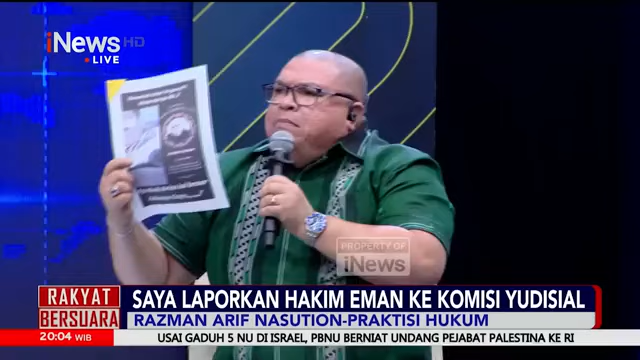 iNews HD
LIVE
PROPERTY OF
iNews
RAKYAT
BERSUARA
SAYA LAPORKAN HAKIM EMAN KE KOMISI YUDISIAL
RAZMAN ARIF NASUTION-PRAKTISI HUKUM
20:04 WIB
USAI GADUH 5 NU DI ISRAEL, PBNU BERNIAT UNDANG PEJABAT PALESTINA KE RI